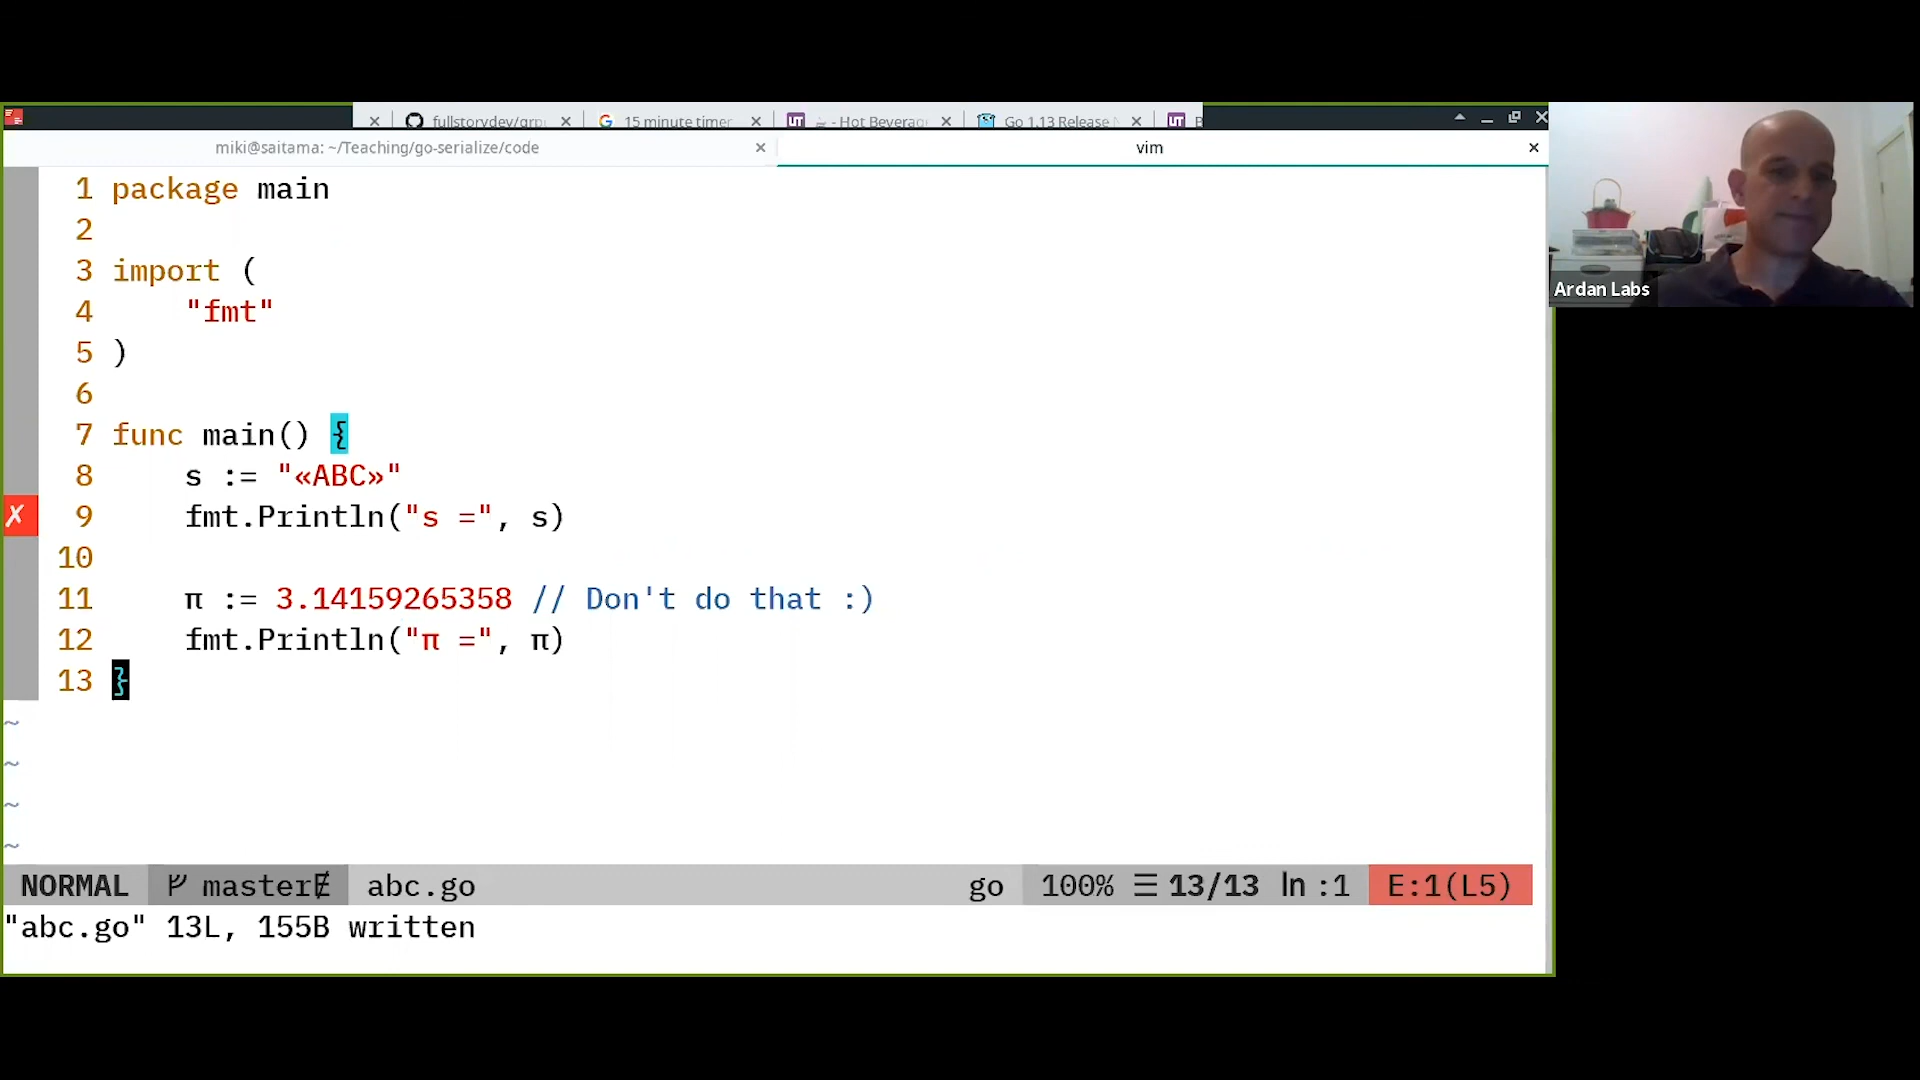 fullstorydev/grp
15 minute timer
- Hot Beverag
Go 1.13 Release
B
miki@saitama: ~/Teaching/go-serialize/code
vim
1 package main
2
3 import (
4 "fmt"
5 )
6
7 func main() {
8 s := "«ABC»"
9 fmt.Println("s =", s)
10
11 π := 3.14159265358 // Don't do that :)
12 fmt.Println("π =", π)
13 }
~
~
~
~
NORMAL master abc.go go 100% ☰ 13/13 ln :1 E:1(L5)
"abc.go" 13L, 155B written
Ardan Labs